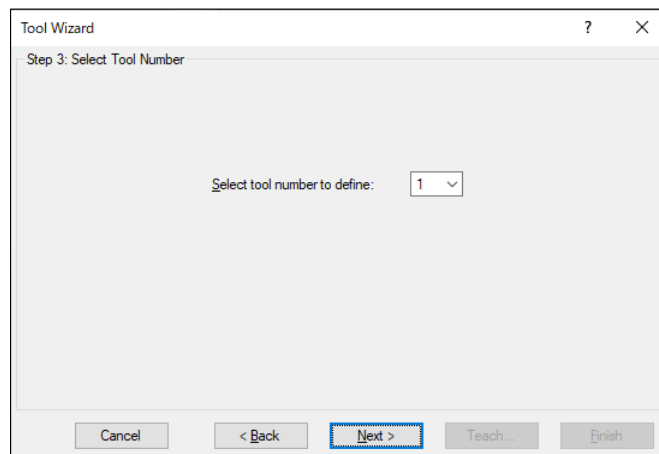 Tool Wizard ?
Step 3: Select Tool Number
Select tool number to define: 1
Cancel < Back Next > Teach... Finish